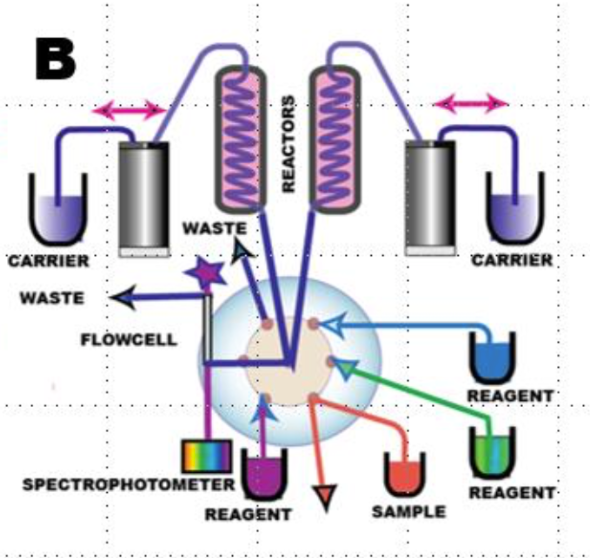 B
REACTORS
WASTE
CARRIER
CARRIER
WASTE
FLOWCELL
REAGENT
SPECTROPHOTOMETER
REAGENT
SAMPLE
REAGENT